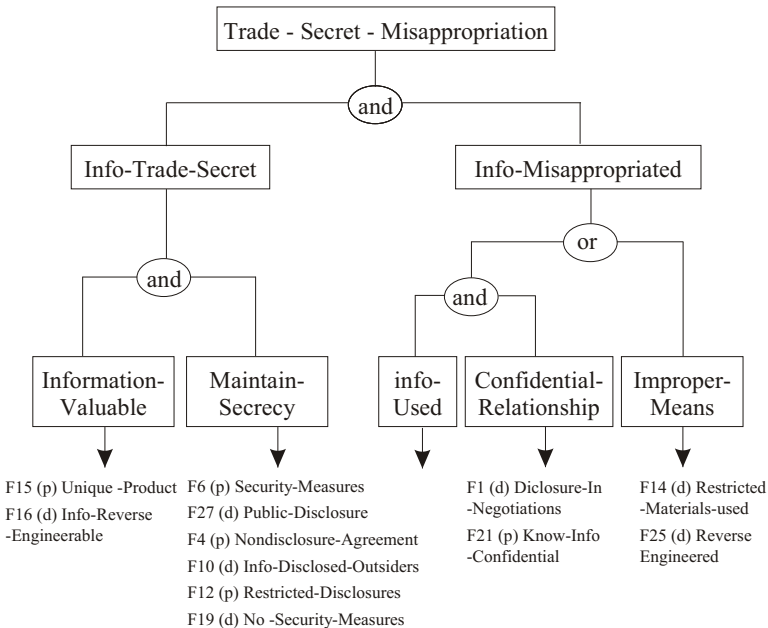 Trade - Secret - Misappropriation
and
Info-Trade-Secret
Info-Misappropriated
or
and
and
Information-
Valuable
Maintain-
Secrecy
info-
Used
Confidential-
Relationship
Improper-
Means
F15 (p) Unique -Product
F16 (d) Info-Reverse
-Engineerable
F6 (p) Security-Measures
F27 (d) Public-Disclosure
F4 (p) Nondisclosure-Agreement
F10 (d) Info-Disclosed-Outsiders
F12 (p) Restricted-Disclosures
F19 (d) No -Security-Measures
F1 (d) Diclosure-In
-Negotiations
F21 (p) Know-Info
-Confidential
F14 (d) Restricted
-Materials-used
F25 (d) Reverse
Engineered